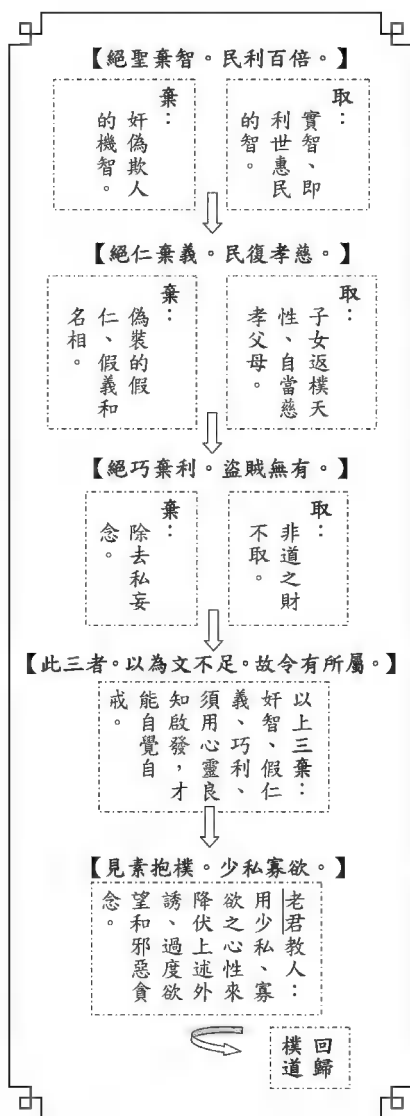 【絕聖棄智。民利百倍。】
取：
實智、即
利世惠民
的智。
棄：
奸偽欺人
的機智。
【絕仁棄義。民復孝慈。】
取：
子女返樸天
性、自當慈
孝父母。
棄：
偽裝的假
仁、假義和
名相。
【絕巧棄利。盜賊無有。】
取：
非道之財
不取。
棄：
除去私妄
念。
【此三者。以為文不足。故令有所屬。】
以上三棄：
奸智、假仁
義、巧利、
須用心靈良
知啟發，才
能自覺自
戒。
【見素抱樸。少私寡欲。】
老君教人：
用少私、寡
欲之心性來
降伏上述外
誘、過度欲
望和邪惡貪
念。
回歸
樸道